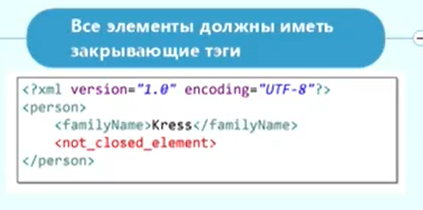 Все элементы должны иметь
закрывающие тэги
<?xml version="1.0" encoding="UTF-8"?>
<person>
    <familyName>Kress</familyName>
    <not_closed_element>
</person>